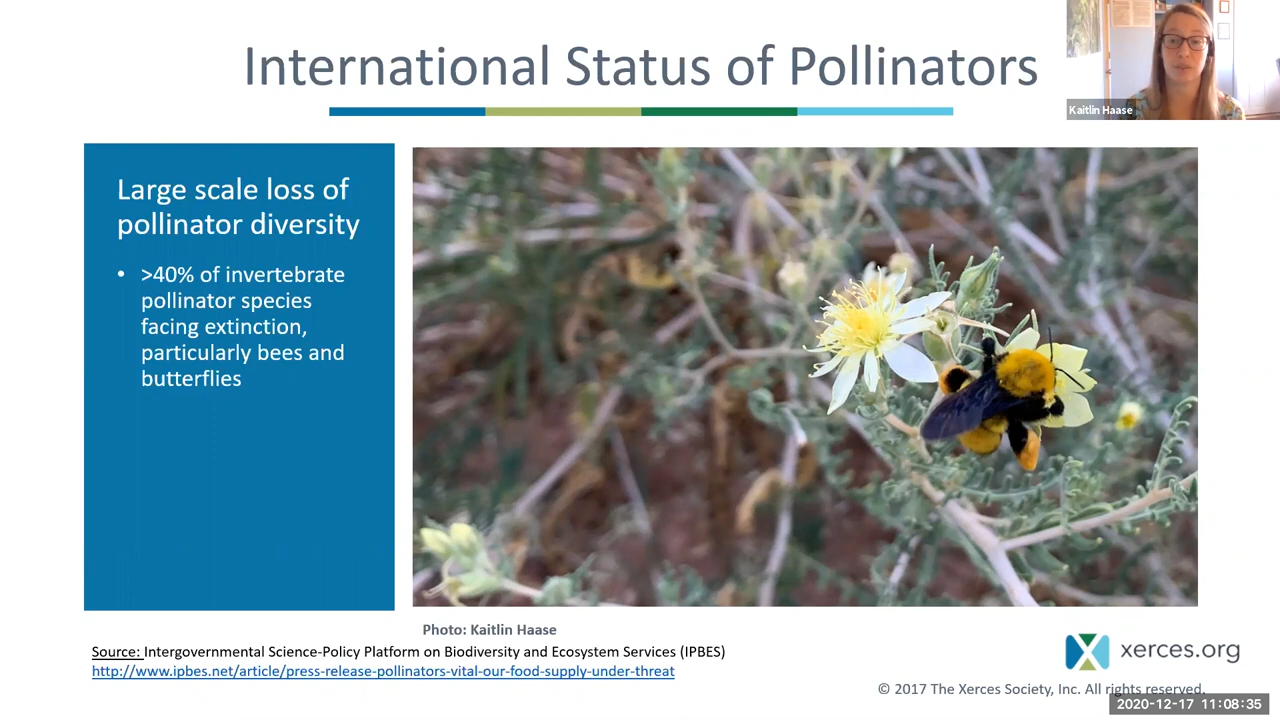 International Status of Pollinators
Kaitlin Haase
Large scale loss of
pollinator diversity
• >40% of invertebrate
pollinator species
facing extinction,
particularly bees and
butterflies
Photo: Kaitlin Haase
Source: Intergovernmental Science-Policy Platform on Biodiversity and Ecosystem Services (IPBES)
http://www.ipbes.net/article/press-release-pollinators-vital-our-food-supply-under-threat
xerces.org
© 2017 The Xerces Society, Inc. All rights reserved.
2020-12-17 11:08:35